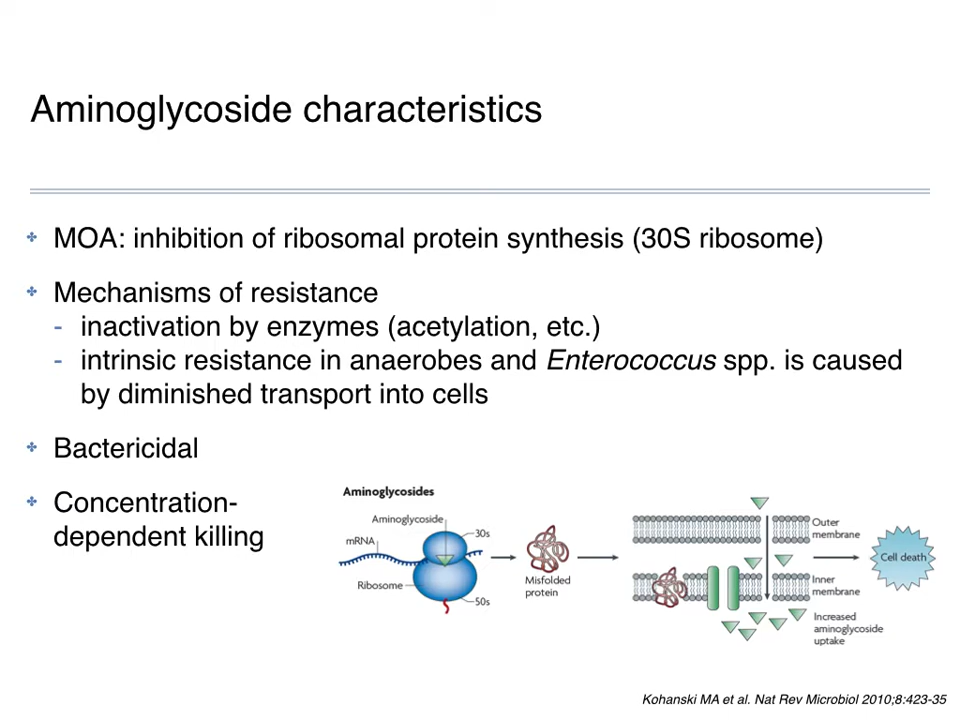 Aminoglycoside characteristics
MOA: inhibition of ribosomal protein synthesis (30S ribosome)
Mechanisms of resistance
- inactivation by enzymes (acetylation, etc.)
- intrinsic resistance in anaerobes and Enterococcus spp. is caused
by diminished transport into cells
Bactericidal
Concentration-
dependent killing
Aminoglycosides
Aminoglycoside
mRNA
30s
Ribosome
50s
Misfolded
protein
Outer
membrane
Inner
membrane
Increased
aminoglycoside
uptake
Cell death
Kohanski MA et al. Nat Rev Microbiol 2010;8:423-35